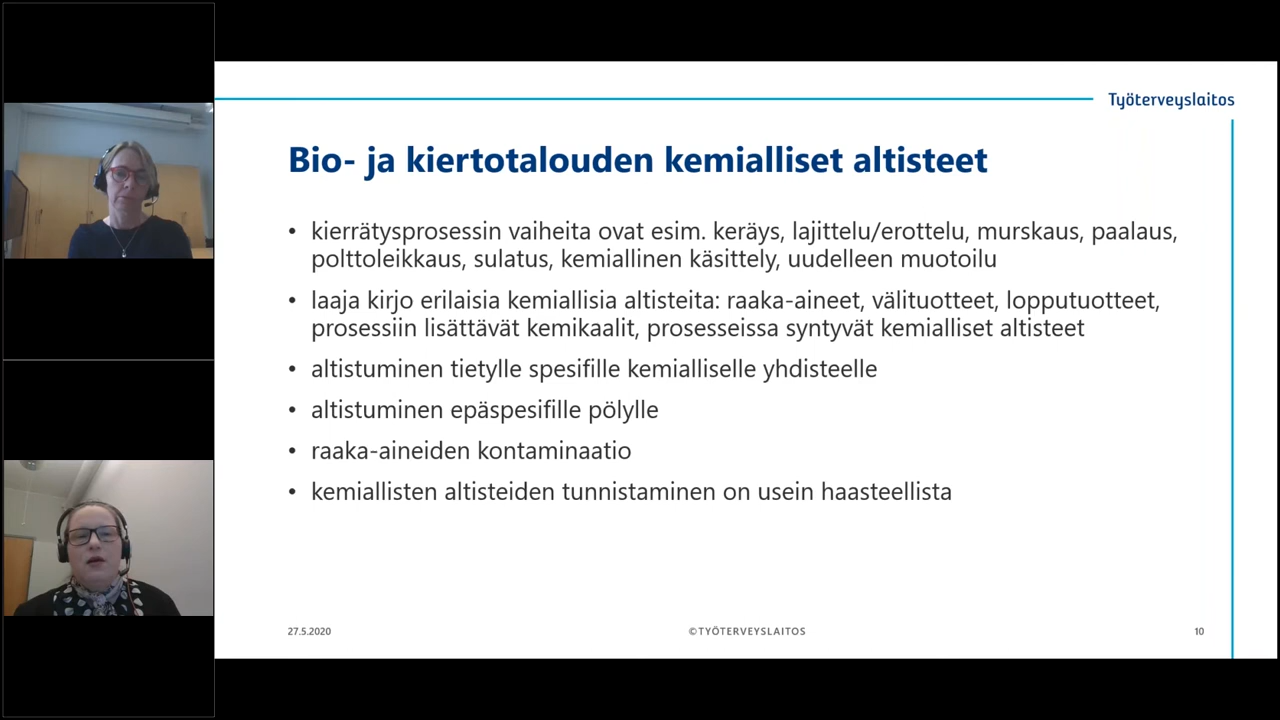 Työterveyslaitos
Bio- ja kiertotalouden kemialliset altisteet
• kierrätysprosessin vaiheita ovat esim. keräys, lajittelu/erottelu, murskaus, paalaus,
polttoleikkaus, sulatus, kemiallinen käsittely, uudelleen muotoilu
• laaja kirjo erilaisia kemiallisia altisteita: raaka-aineet, välituotteet, lopputuotteet,
prosessiin lisättävät kemikaalit, prosesseissa syntyvät kemialliset altisteet
• altistuminen tietylle spesifille kemialliselle yhdisteelle
• altistuminen epäspesifille pölylle
• raaka-aineiden kontaminaatio
• kemiallisten altisteiden tunnistaminen on usein haasteellista
27.5.2020
©TYÖTERVEYSLAITOS
10